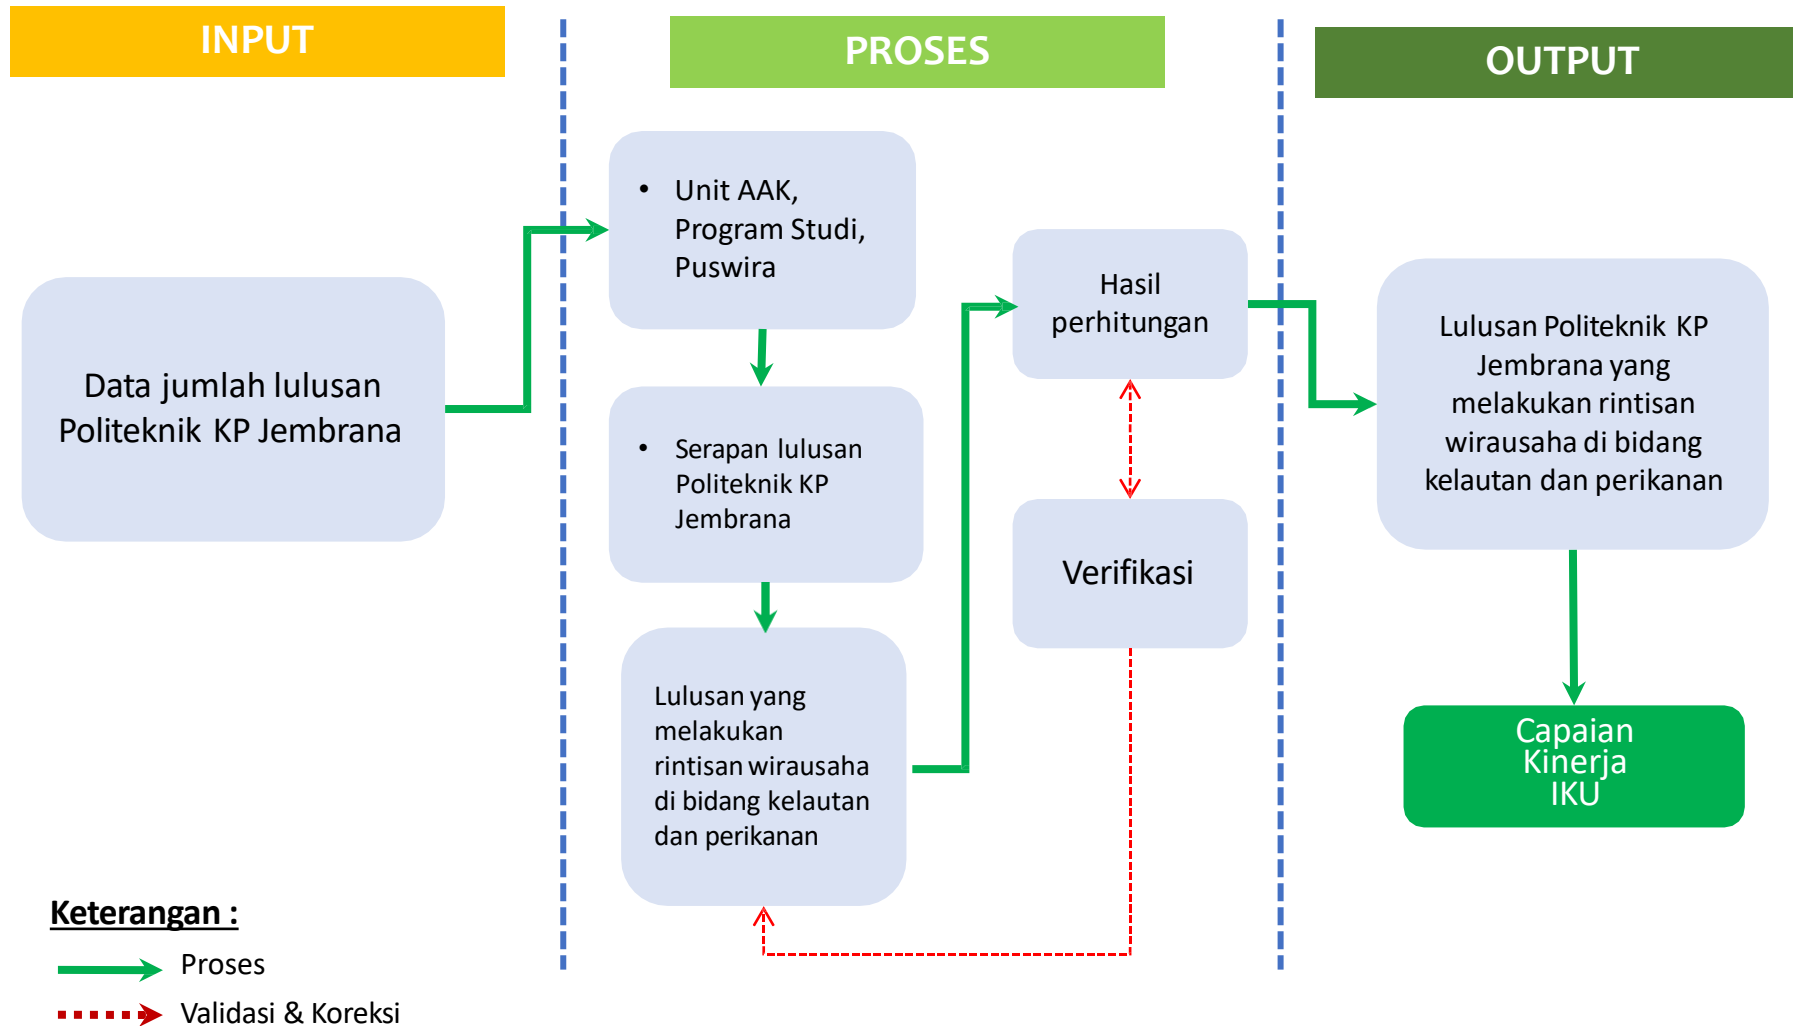 INPUT
PROSES
OUTPUT
Data jumlah lulusan
Politeknik KP Jembrana
• Unit AAK,
Program Studi,
Puswira
• Serapan lulusan
Politeknik KP
Jembrana
Lulusan yang
melakukan
rintisan wirausaha
di bidang kelautan
dan perikanan
Hasil
perhitungan
Verifikasi
Lulusan Politeknik KP
Jembrana yang
melakukan rintisan
wirausaha di bidang
kelautan dan perikanan
Capaian
Kinerja
IKU
Keterangan :
Proses
Validasi & Koreksi